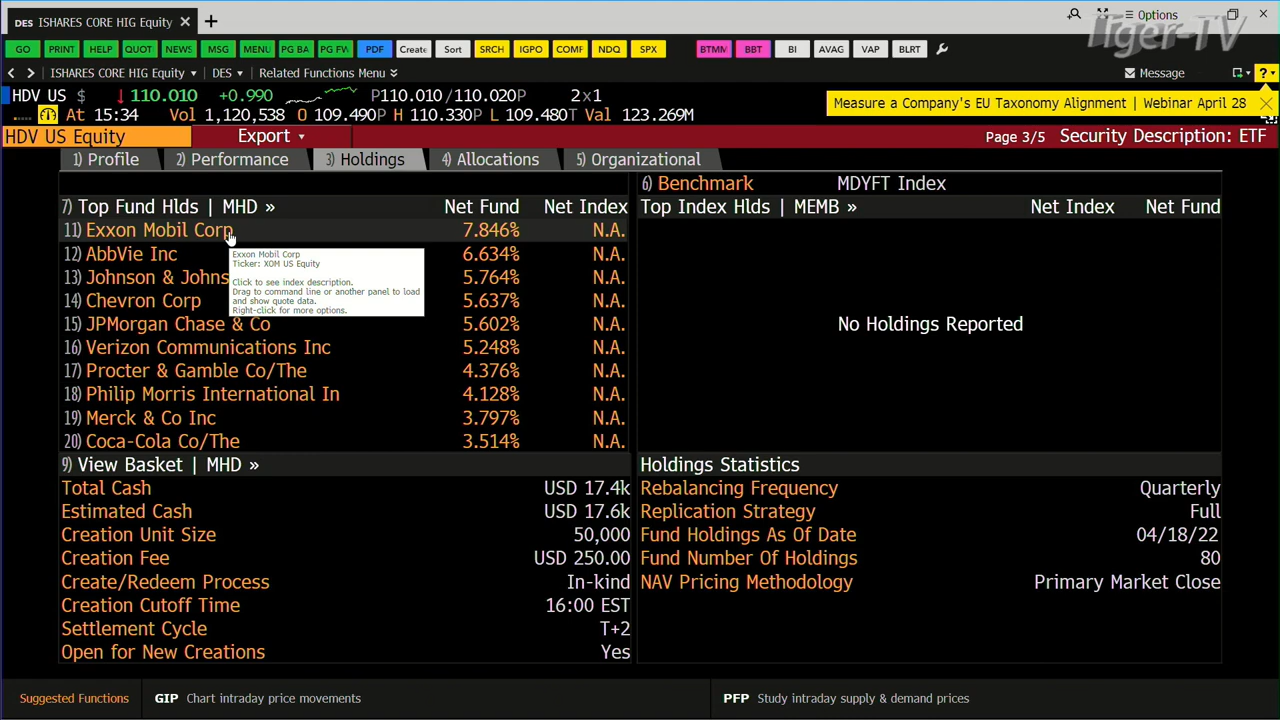 DES ISHARES CORE HIG Equity
Options
Tiger-TV
GO PRINT HELP QUOT NEWS MSG MENU PG BA PG FW PDF Create Sort SRCH IGPO COMF NDQ SPX BTMM BBT BI AVAG VAP BLRT
ISHARES CORE HIG Equity DES Related Functions Menu
Message
HDV US $ ↓110.010 +0.990 P110.010/110.020P 2x1
At 15:34 Vol 1,120,538 O 109.490P H 110.330P L 109.480T Val 123.269M
Measure a Company's EU Taxonomy Alignment | Webinar April 28
HDV US Equity Export Page 3/5 Security Description: ETF
1) Profile 2) Performance 3) Holdings 4) Allocations 5) Organizational
6) Benchmark MDYFT Index
7) Top Fund Hlds | MHD » Net Fund Net Index
Top Index Hlds | MEMB » Net Index Net Fund
11) Exxon Mobil Corp 7.846% N.A.
12) AbbVie Inc 6.634% N.A.
13) Johnson & Johns 5.764% N.A.
14) Chevron Corp 5.637% N.A.
15) JPMorgan Chase & Co 5.602% N.A.
16) Verizon Communications Inc 5.248% N.A.
17) Procter & Gamble Co/The 4.376% N.A.
18) Philip Morris International In 4.128% N.A.
19) Merck & Co Inc 3.797% N.A.
20) Coca-Cola Co/The 3.514% N.A.
Exxon Mobil Corp
Ticker: XOM US Equity
Click to see index description.
Drag to command line or another panel to load
and show quote data.
Right-click for more options.
No Holdings Reported
9) View Basket | MHD »
Total Cash USD 17.4k
Estimated Cash USD 17.6k
Creation Unit Size 50,000
Creation Fee USD 250.00
Create/Redeem Process In-kind
Creation Cutoff Time 16:00 EST
Settlement Cycle T+2
Open for New Creations Yes
Holdings Statistics
Rebalancing Frequency Quarterly
Replication Strategy Full
Fund Holdings As Of Date 04/18/22
Fund Number Of Holdings 80
NAV Pricing Methodology Primary Market Close
Suggested Functions GIP Chart intraday price movements PFP Study intraday supply & demand prices